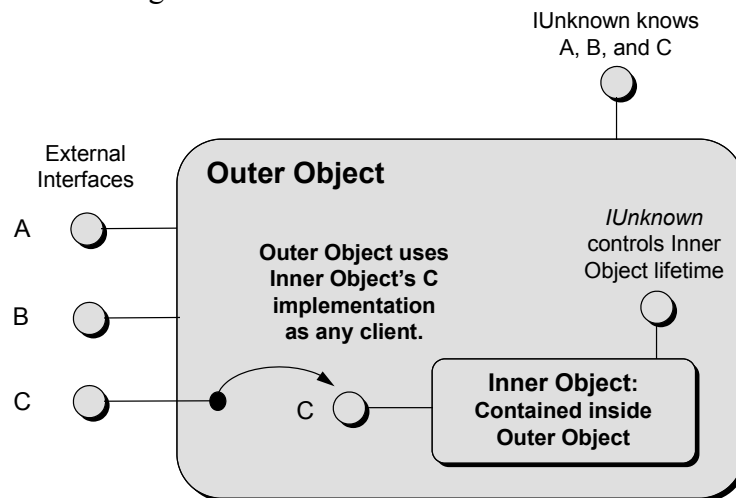 IUnknown knows
A, B, and C
External
Interfaces
Outer Object
A
IUnknown
controls Inner
Object lifetime
Outer Object uses
Inner Object's C
implementation
as any client.
B
C
C
Inner Object:
Contained inside
Outer Object